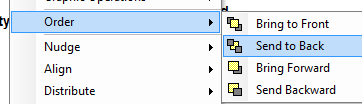 Order
Nudge
Align
Distribute
Bring to Front
Send to Back
Bring Forward
Send Backward